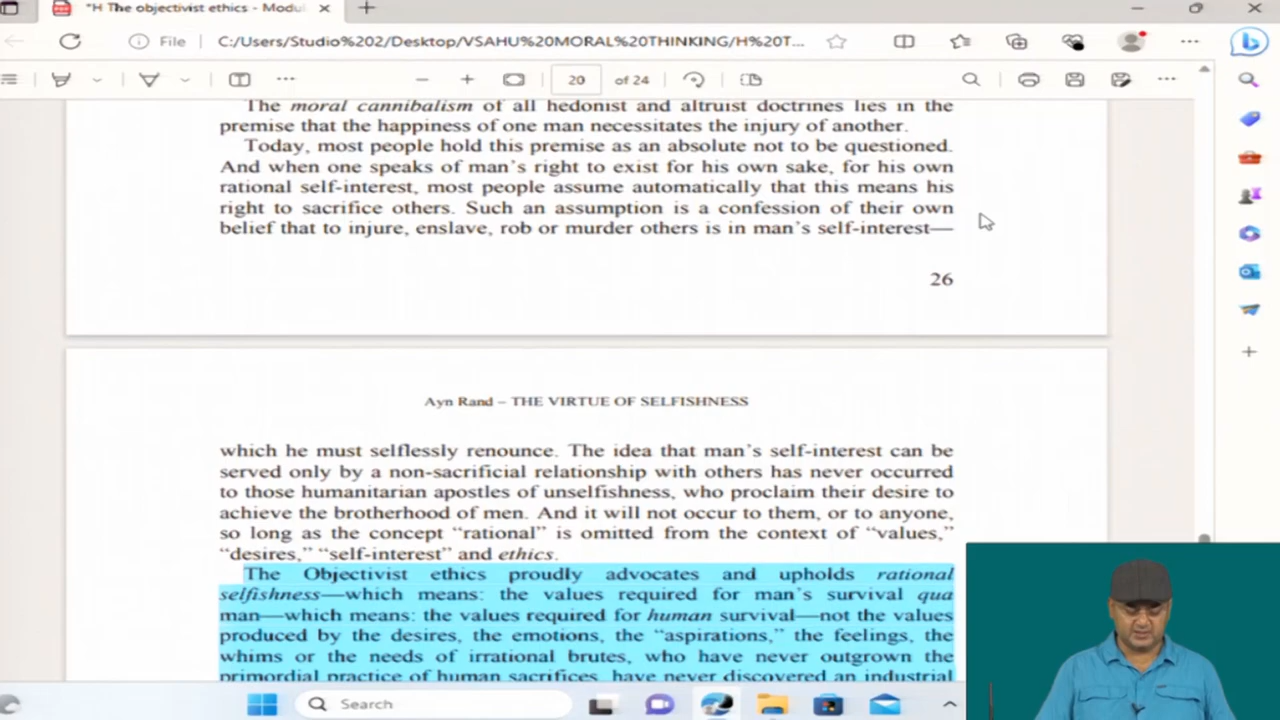 "H The objectivist ethics - Modu
File
C:/Users/Studio%202/Desktop/VSAHU%20MORAL%20THINKING/H%20T...
20 of 24
The moral cannibalism of all hedonist and altruist doctrines lies in the
premise that the happiness of one man necessitates the injury of another.
Today, most people hold this premise as an absolute not to be questioned.
And when one speaks of man's right to exist for his own sake, for his own
rational self-interest, most people assume automatically that this means his
right to sacrifice others. Such an assumption is a confession of their own
belief that to injure, enslave, rob or murder others is in man's self-interest—
26
Ayn Rand – THE VIRTUE OF SELFISHNESS
which he must selflessly renounce. The idea that man's self-interest can be
served only by a non-sacrificial relationship with others has never occurred
to those humanitarian apostles of unselfishness, who proclaim their desire to
achieve the brotherhood of men. And it will not occur to them, or to anyone,
so long as the concept “rational” is omitted from the context of “values,”
“desires,” “self-interest” and ethics.
The Objectivist ethics proudly advocates and upholds rational
selfishness—which means: the values required for man's survival qua
man—which means: the values required for human survival—not the values
produced by the desires, the emotions, the “aspirations,” the feelings, the
whims or the needs of irrational brutes, who have never outgrown the
primordial practice of human sacrifices, have never discovered an industrial
Search